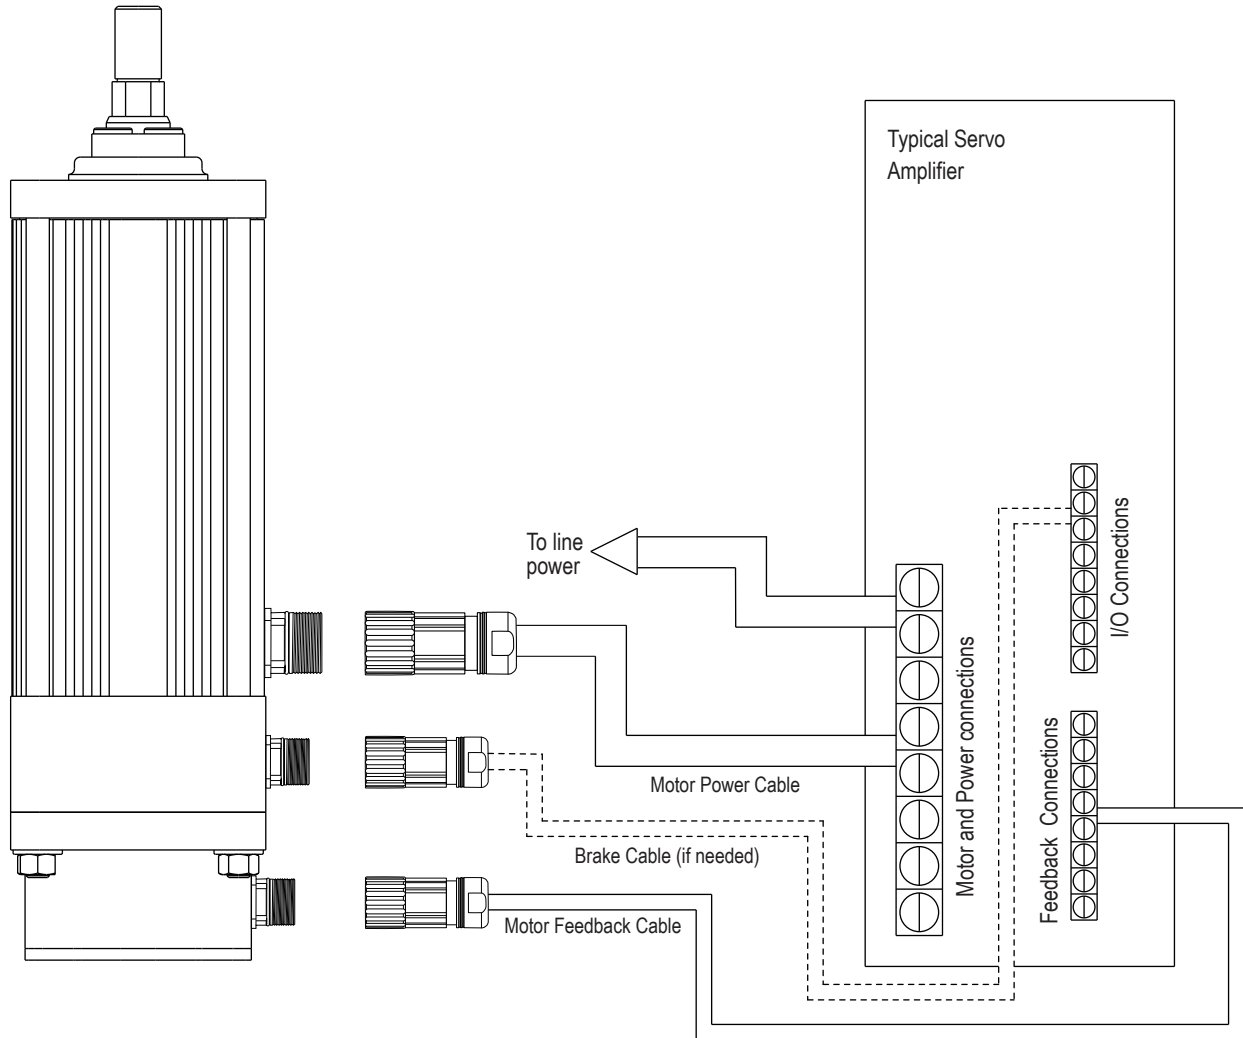 Typical Servo
Amplifier
To line
power
I/O Connections
Motor and Power connections
Feedback Connections
Motor Power Cable
Brake Cable (if needed)
Motor Feedback Cable